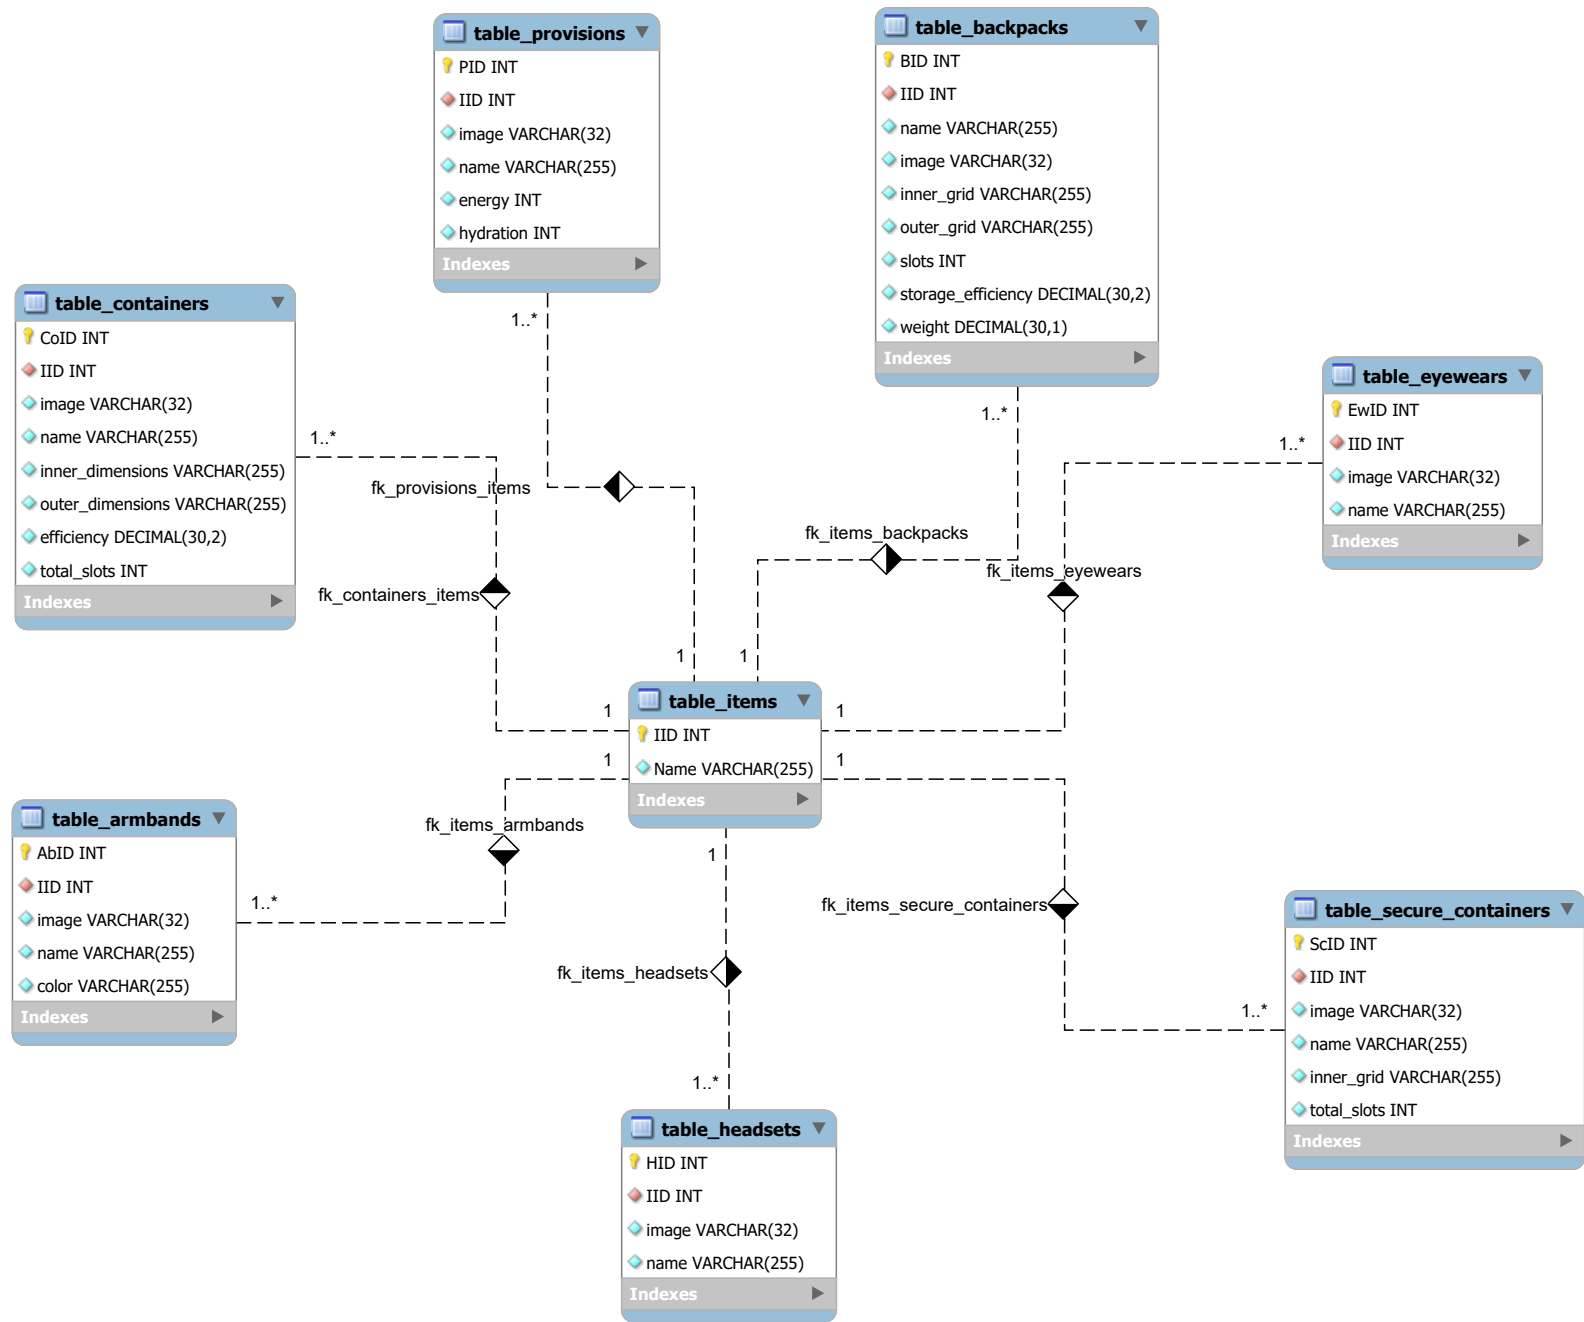 table_provisions
PID INT
IID INT
image VARCHAR(32)
name VARCHAR(255)
energy INT
hydration INT
Indexes
1..*
table_backpacks
BID INT
IID INT
name VARCHAR(255)
image VARCHAR(32)
inner_grid VARCHAR(255)
outer_grid VARCHAR(255)
slots INT
storage_efficiency DECIMAL(30,2)
weight DECIMAL(30,1)
Indexes
1..*
table_containers
CoID INT
IID INT
image VARCHAR(32)
name VARCHAR(255)
inner_dimensions VARCHAR(255)
outer_dimensions VARCHAR(255)
efficiency DECIMAL(30,2)
total_slots INT
Indexes
1..*
table_eyewears
EwID INT
IID INT
image VARCHAR(32)
name VARCHAR(255)
Indexes
1..*
fk_provisions_items
fk_items_backpacks
fk_items_eyewears
fk_containers_items
1
1
1
1
table_items
IID INT
Name VARCHAR(255)
Indexes
1
1
1
table_armbands
AbID INT
IID INT
image VARCHAR(32)
name VARCHAR(255)
color VARCHAR(255)
Indexes
1..*
fk_items_armbands
fk_items_secure_containers
fk_items_headsets
table_secure_containers
ScID INT
IID INT
image VARCHAR(32)
name VARCHAR(255)
inner_grid VARCHAR(255)
total_slots INT
Indexes
1..*
1..*
table_headsets
HID INT
IID INT
image VARCHAR(32)
name VARCHAR(255)
Indexes